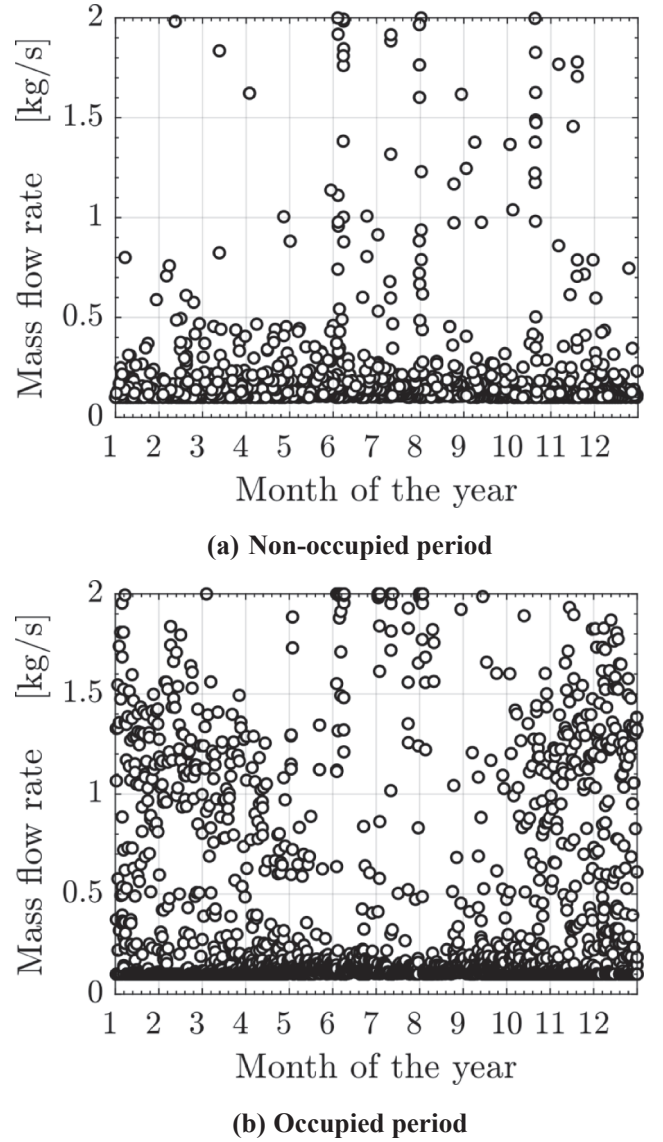 2
1.5
1
0.5
0
Mass flow rate [kg/s]
1 2 3 4 5 6 7 8 9 10 11 12
Month of the year
(a) Non-occupied period
2
1.5
1
0.5
0
Mass flow rate [kg/s]
1 2 3 4 5 6 7 8 9 10 11 12
Month of the year
(b) Occupied period